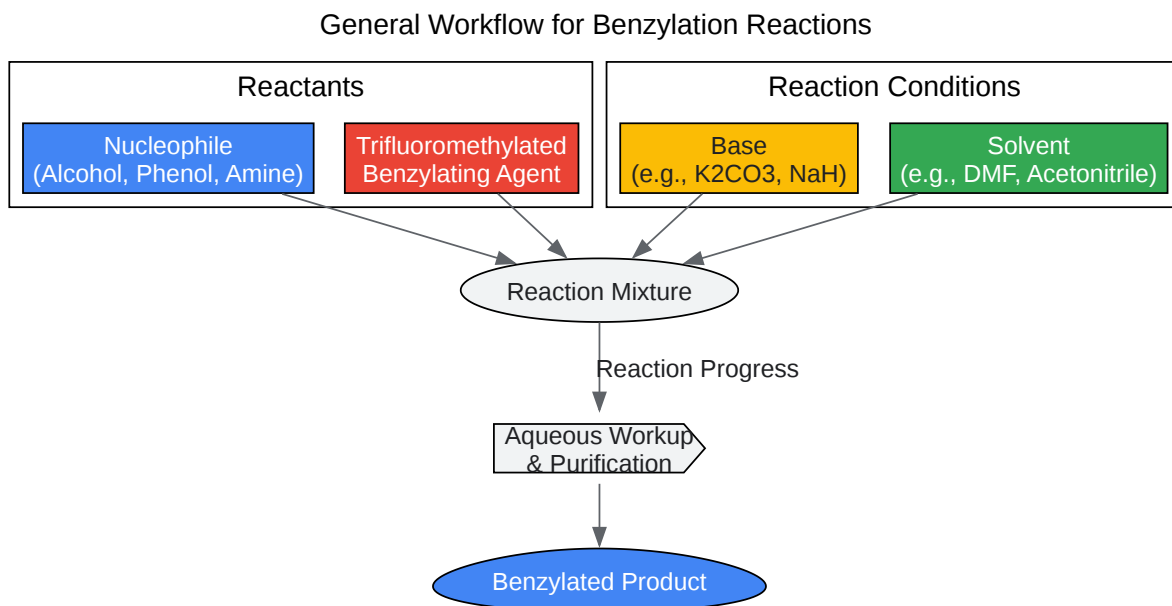 General Workflow for Benzylation Reactions
Reactants
Reaction Conditions
Nucleophile
(Alcohol, Phenol, Amine)
Trifluoromethylated
Benzylating Agent
Base
(e.g., K2CO3, NaH)
Solvent
(e.g., DMF, Acetonitrile)
Reaction Mixture
Reaction Progress
Aqueous Workup
& Purification
Benzylated Product